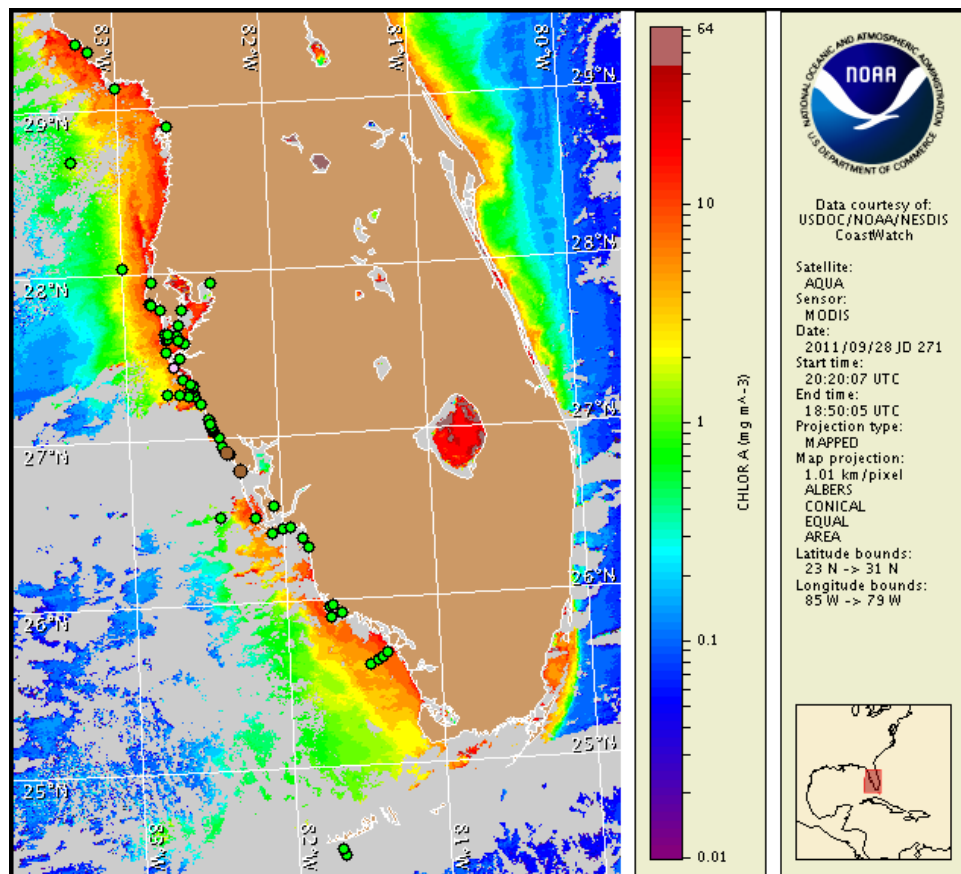 83°W
82°W
81°W
80°W
29°N
29°N
28°N
28°N
27°N
27°N
26°N
26°N
25°N
25°N
83°W
82°W
81°W
64
10
1
0.1
0.01
CHLOR A (mg m^-3)
NATIONAL OCEANIC AND ATMOSPHERIC ADMINISTRATION
NOAA
U.S. DEPARTMENT OF COMMERCE
Data courtesy of:
USDOC/NOAA/NESDIS
CoastWatch
Satellite:
AQUA
Sensor:
MODIS
Date:
2011/09/28 JD 271
Start time:
20:20:07 UTC
End time:
18:50:05 UTC
Projection type:
MAPPED
Map projection:
1.01 km/pixel
ALBERS
CONICAL
EQUAL
AREA
Latitude bounds:
23 N -> 31 N
Longitude bounds:
85 W -> 79 W